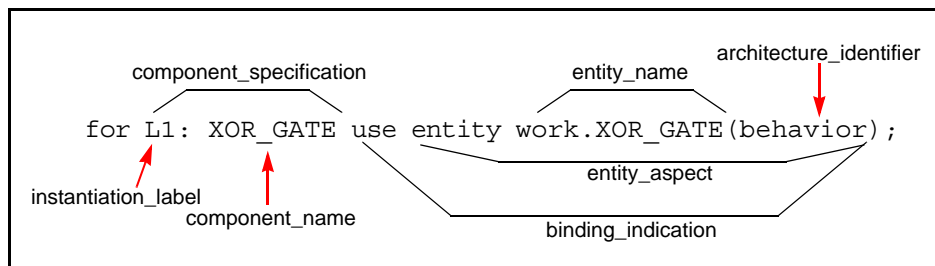 architecture_identifier
component_specification entity_name
for L1: XOR_GATE use entity work.XOR_GATE(behavior);
entity_aspect
instantiation_label
component_name
binding_indication